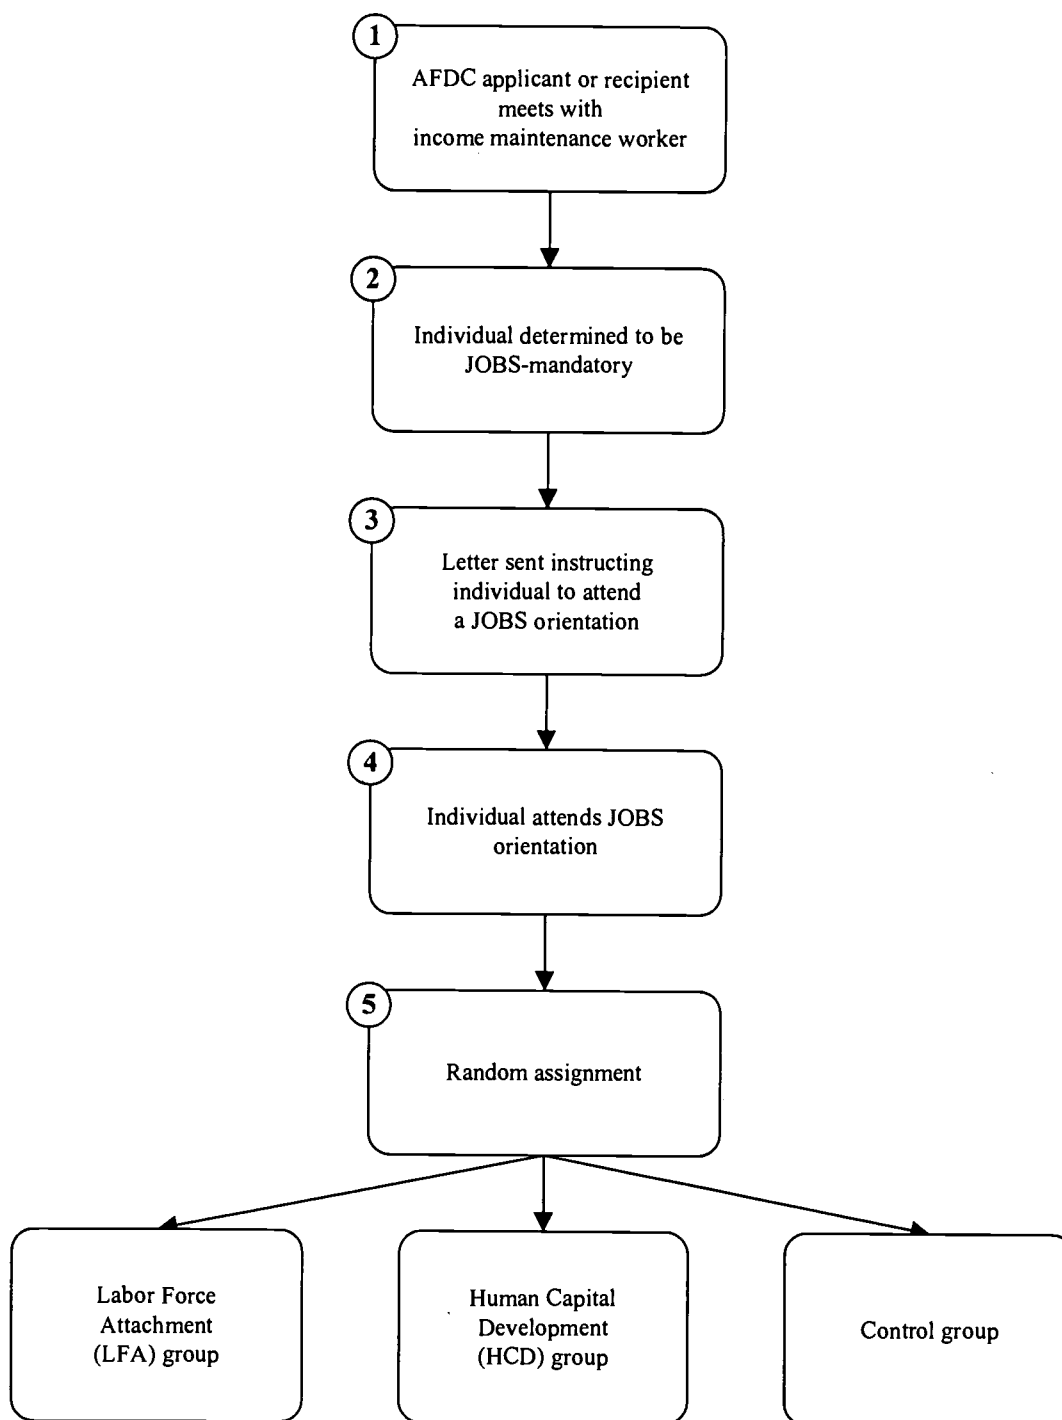 1
AFDC applicant or recipient
meets with
income maintenance worker
2
Individual determined to be
JOBS-mandatory
3
Letter sent instructing
individual to attend
a JOBS orientation
4
Individual attends JOBS
orientation
5
Random assignment
Labor Force
Attachment
(LFA) group
Human Capital
Development
(HCD) group
Control group